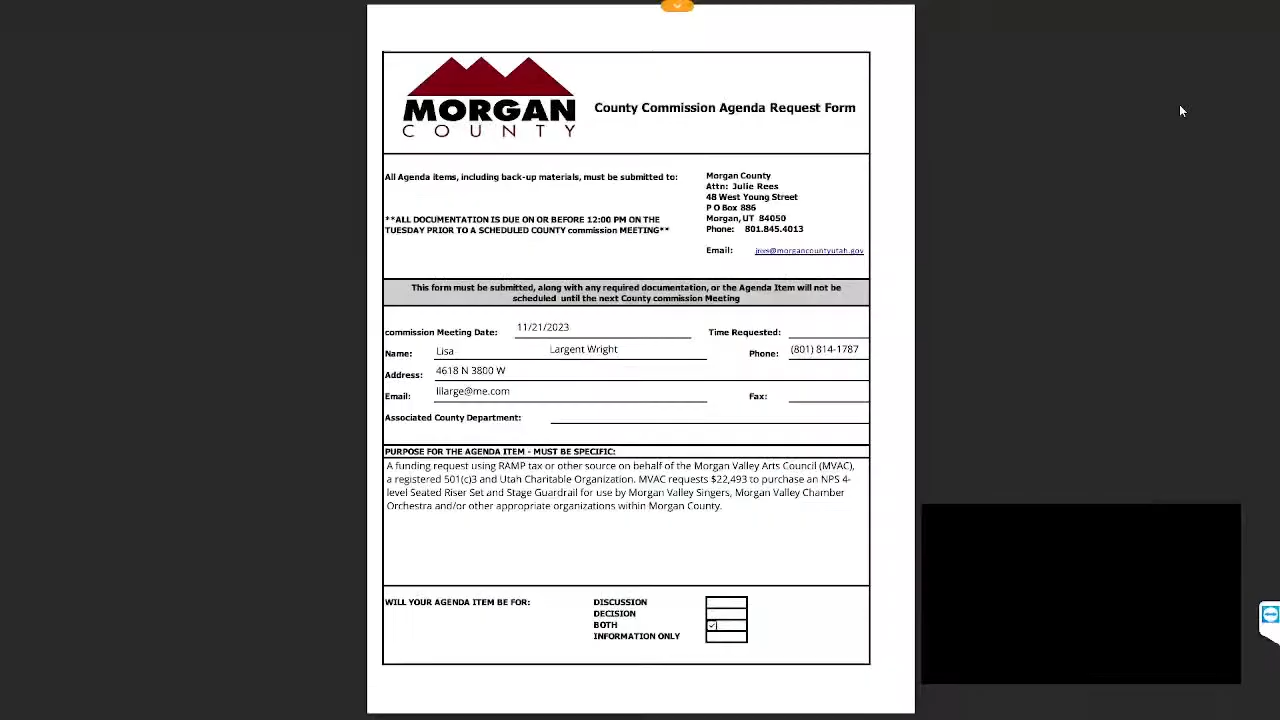 MORGAN
COUNTY
County Commission Agenda Request Form
All Agenda items, including back-up materials, must be submitted to:
Morgan County
Attn: Julie Rees
48 West Young Street
P O Box 886
Morgan, UT 84050
Phone: 801.845.4013
**ALL DOCUMENTATION IS DUE ON OR BEFORE 12:00 PM ON THE
TUESDAY PRIOR TO A SCHEDULED COUNTY commission MEETING**
Email: jrees@morgancountyutah.gov
This form must be submitted, along with any required documentation, or the Agenda Item will not be
scheduled until the next County commission Meeting
commission Meeting Date: 11/21/2023 Time Requested:
Name: Lisa Largent Wright Phone: (801) 814-1787
Address: 4618 N 3800 W
Email: lilarge@me.com Fax:
Associated County Department:
PURPOSE FOR THE AGENDA ITEM - MUST BE SPECIFIC:
A funding request using RAMP tax or other source on behalf of the Morgan Valley Arts Council (MVAC),
a registered 501(c)3 and Utah Charitable Organization. MVAC requests $22,493 to purchase an NPS 4-
level Seated Riser Set and Stage Guardrail for use by Morgan Valley Singers, Morgan Valley Chamber
Orchestra and/or other appropriate organizations within Morgan County.
WILL YOUR AGENDA ITEM BE FOR: DISCUSSION
DECISION
BOTH
INFORMATION ONLY